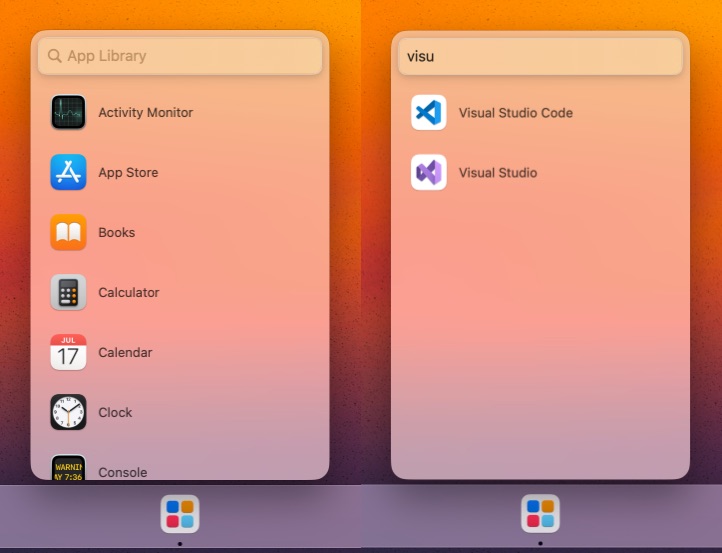 App Library
Activity Monitor
App Store
Books
Calculator
JUL
17
Calendar
Clock
WARNIN
AY 7:36
Console
visu
Visual Studio Code
Visual Studio